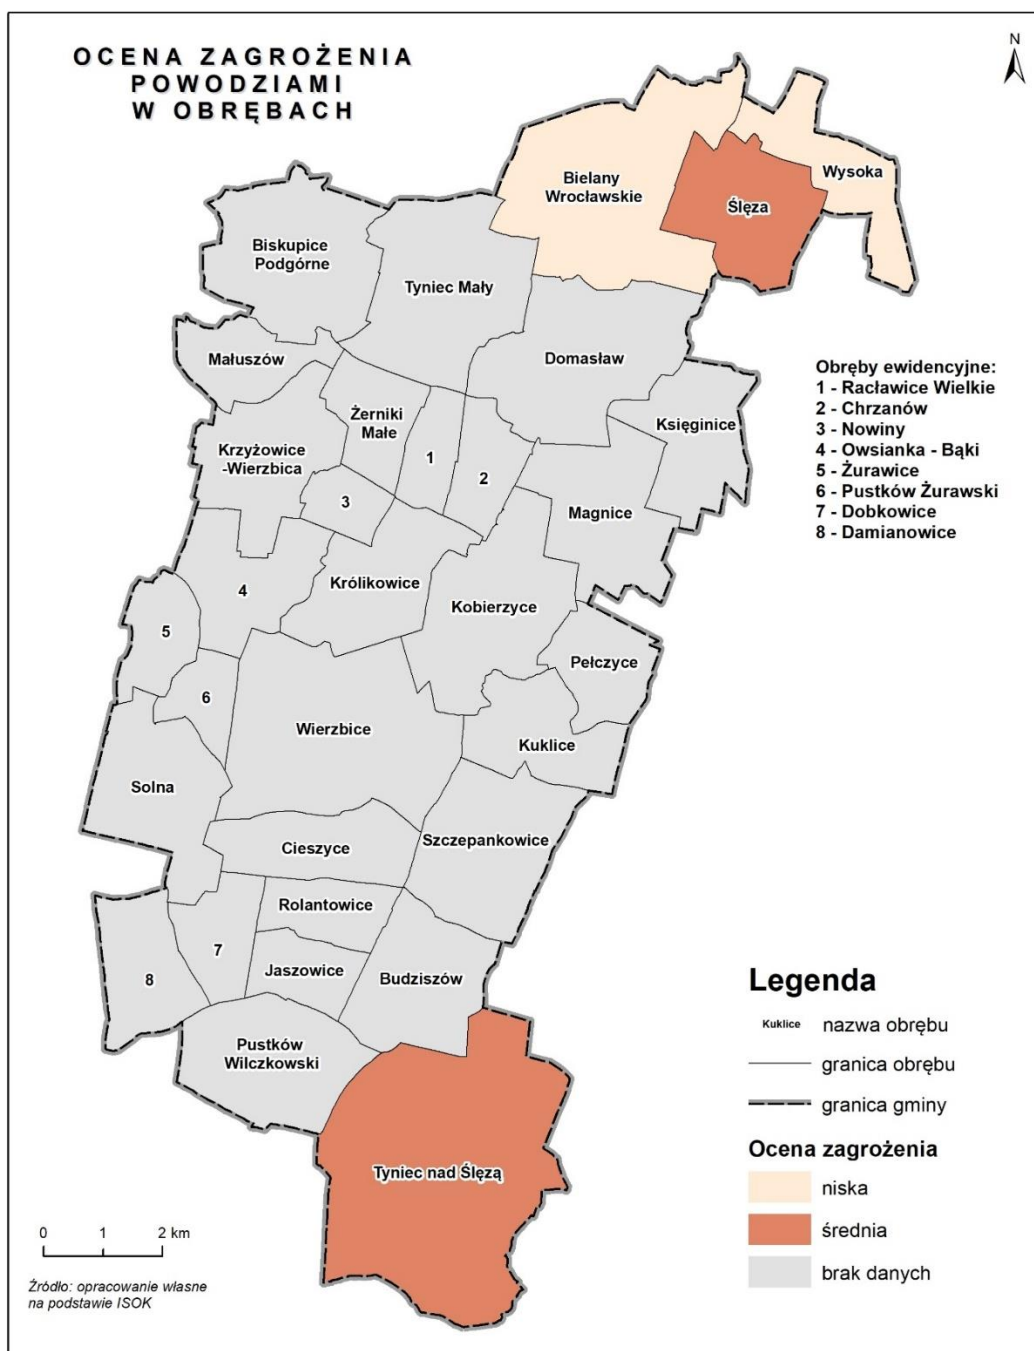 OCENA ZAGROŻENIA
POWODZIAMI
W OBRĘBACH
N
Bielany
Wrocławskie
Wysoka
Ślęza
Biskupice
Podgórne
Tyniec Mały
Małuszów
Domasław
Żerniki
Małe
Księginice
Krzyżowice
-Wierzbica
1
2
3
Magnice
Królikowice
4
Kobierzyce
5
Pełczyce
6
Wierzbice
Kuklice
Solna
Cieszyce
Szczepankowice
Rolantowice
7
Jaszowice
Budziszów
8
Pustków
Wilczkowski
Tyniec nad Ślęzą
Obręby ewidencyjne:
1 - Racławice Wielkie
2 - Chrzanów
3 - Nowiny
4 - Owsianka - Bąki
5 - Żurawice
6 - Pustków Żurawski
7 - Dobkowice
8 - Damianowice
Legenda
Kuklice nazwa obrębu
granica obrębu
granica gminy
Ocena zagrożenia
niska
średnia
brak danych
0 1 2 km
Źródło: opracowanie własne
na podstawie ISOK